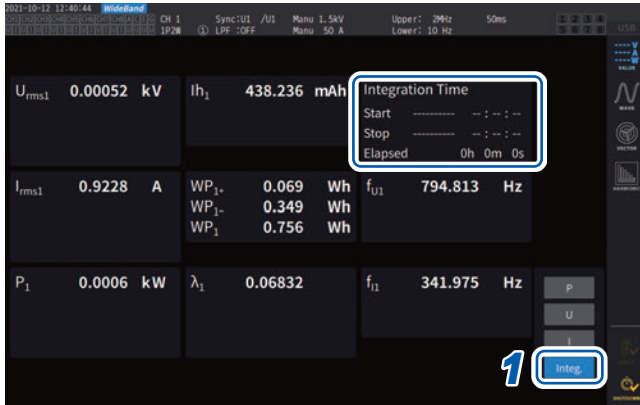 2021-10-12 12:40:44 WideBand
CH 1 Sync:U1 /U1 Manu 1.5kV Upper: 2MHz 50ms
1P2W ① LPF :OFF Manu 50 A Lower: 10 Hz
USB
Urms1 0.00052 kV
Ih1 438.236 mAh
Integration Time
Start ---------- --:--:--
Stop ---------- --:--:--
Elapsed 0h 0m 0s
Irms1 0.9228 A
WP1+ 0.069 Wh
WP1- 0.349 Wh
WP1 0.756 Wh
fU1 794.813 Hz
P1 0.0006 kW
λ1 0.06832
fI1 341.975 Hz
VALUE
WAVE
VECTOR
P
U
I
1
Integ.